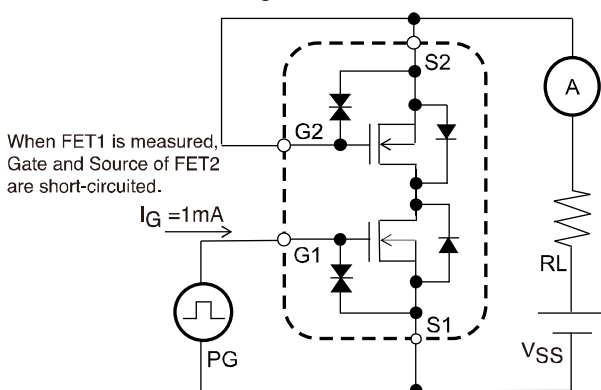 S2
A
G2
When FET1 is measured,
Gate and Source of FET2
are short-circuited.
IG =1mA
G1
RL
S1
VSS
PG